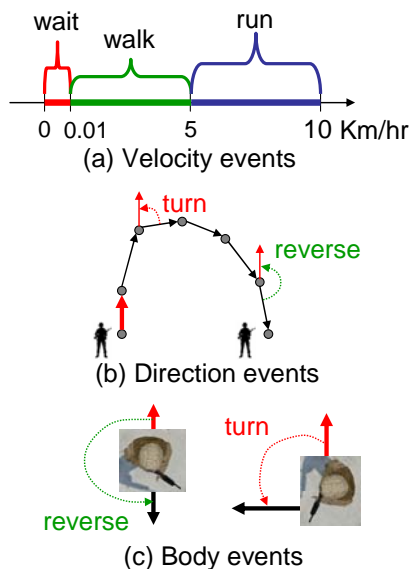 wait
walk
run
0 0.01 5 10 Km/hr
(a) Velocity events
turn
reverse
(b) Direction events
turn
reverse
(c) Body events